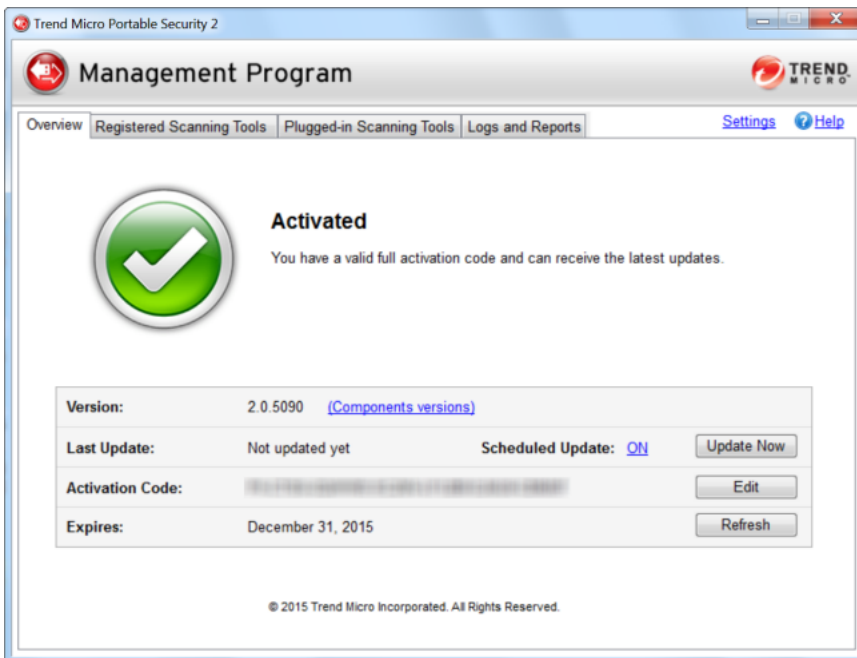 Trend Micro Portable Security 2
Management Program
TREND MICRO
Overview Registered Scanning Tools Plugged-in Scanning Tools Logs and Reports Settings Help
Activated
You have a valid full activation code and can receive the latest updates.
Version: 2.0.5090 (Components versions)
Last Update: Not updated yet Scheduled Update: ON Update Now
Activation Code: Edit
Expires: December 31, 2015 Refresh
© 2015 Trend Micro Incorporated. All Rights Reserved.